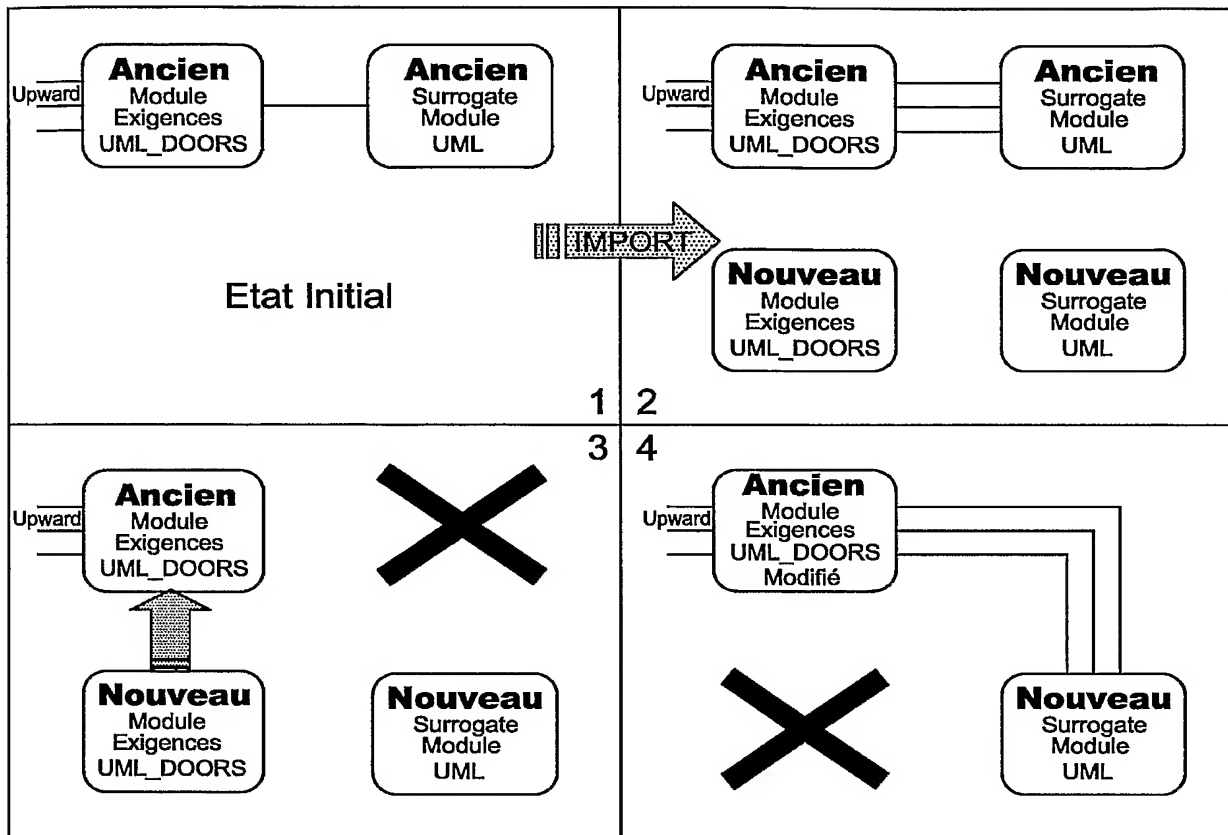 Ancien
Module
Exigences
UML_DOORS
Upward
Ancien
Surrogate
Module
UML
Etat Initial
1
Ancien
Module
Exigences
UML_DOORS
Upward
Ancien
Surrogate
Module
UML
IMPORT
Nouveau
Module
Exigences
UML_DOORS
Nouveau
Surrogate
Module
UML
2
3
Ancien
Module
Exigences
UML_DOORS
Upward
Nouveau
Module
Exigences
UML_DOORS
Nouveau
Surrogate
Module
UML
4
Ancien
Module
Exigences
UML_DOORS
Modifié
Upward
Nouveau
Surrogate
Module
UML